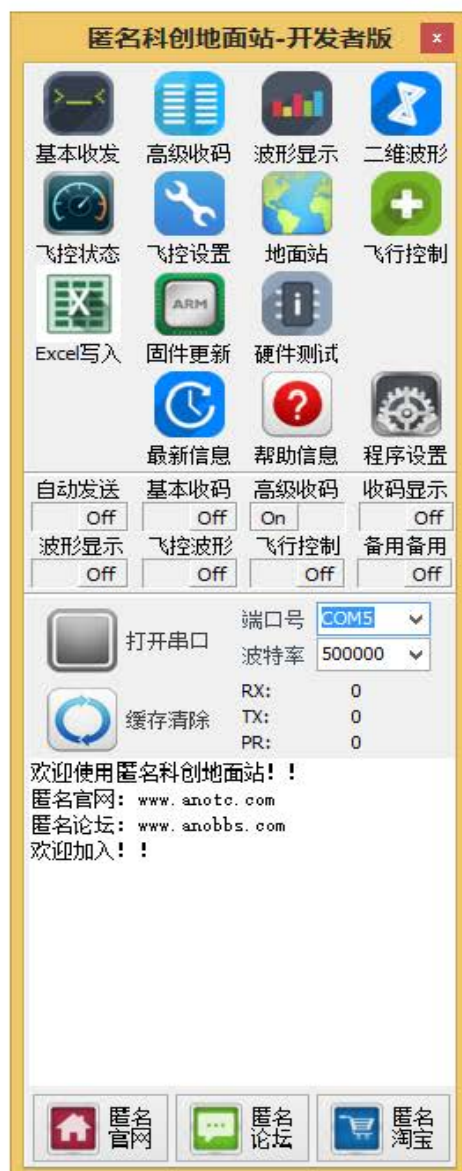 匿名科创地面站-开发者版
基本收发 高级收码 波形显示 二维波形
飞控状态 飞控设置 地面站 飞行控制
ARM
Excel写入 固件更新 硬件测试
最新信息 帮助信息 程序设置
自动发送 基本收码 高级收码 收码显示
Off Off On Off
波形显示 飞控波形 飞行控制 备用备用
Off Off Off Off
打开串口 端口号 COM5
波特率 500000
缓存清除 RX: 0
TX: 0
PR: 0
欢迎使用匿名科创地面站!!
匿名官网: www.anotc.com
匿名论坛: www.anobbs.com
欢迎加入!!
匿名官网 匿名论坛 匿名淘宝